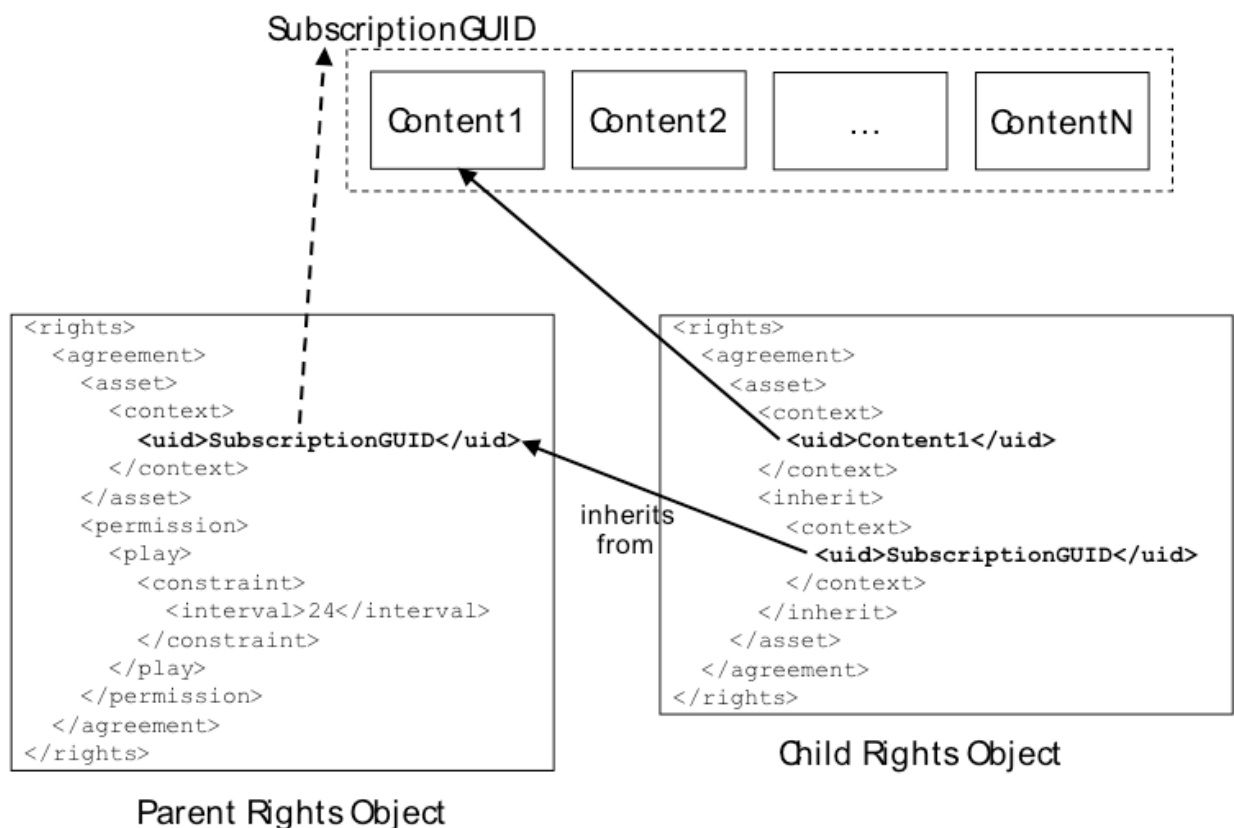 SubscriptionGUID
Content1
Content2
...
ContentN
<rights>
  <agreement>
    <asset>
      <context>
        <uid>SubscriptionGUID</uid>
      </context>
    </asset>
    <permission>
      <play>
        <constraint>
          <interval>24</interval>
        </constraint>
      </play>
    </permission>
  </agreement>
</rights>
Parent Rights Object
inherits
from
<rights>
  <agreement>
    <asset>
      <context>
        <uid>Content1</uid>
      </context>
      <inherit>
        <context>
          <uid>SubscriptionGUID</uid>
        </context>
      </inherit>
    </asset>
  </agreement>
</rights>
Child Rights Object